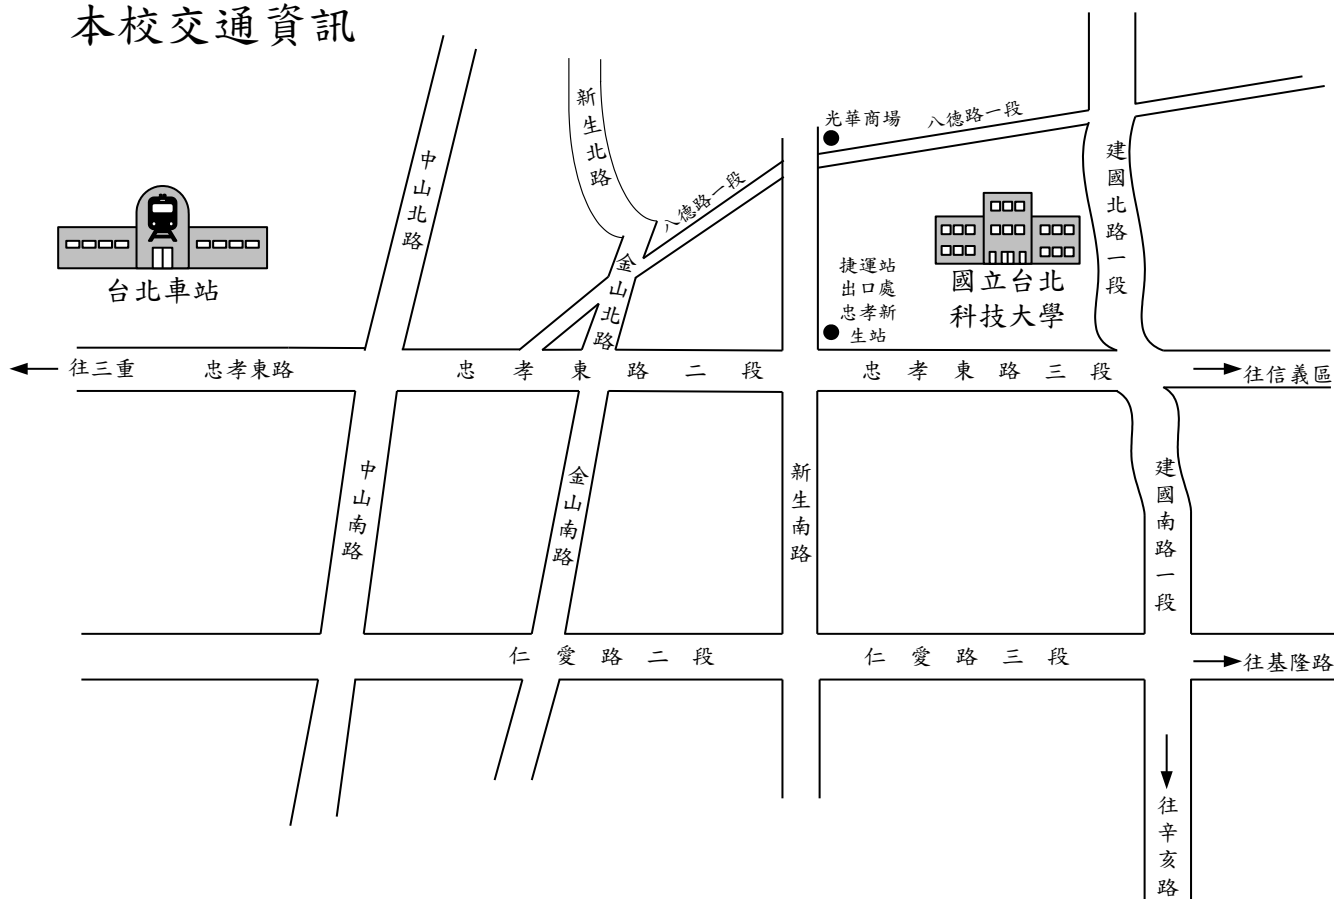 本校交通資訊
新生北路
光華商場
八德路一段
中山北路
建國北路一段
八德路一段
台北車站
金山北路
捷運站
出口處
忠孝新
生站
國立台北
科技大學
往三重
忠孝東路
忠孝東路二段
忠孝東路三段
往信義區
中山南路
金山南路
新生南路
建國南路一段
仁愛路二段
仁愛路三段
往基隆路
往辛亥路